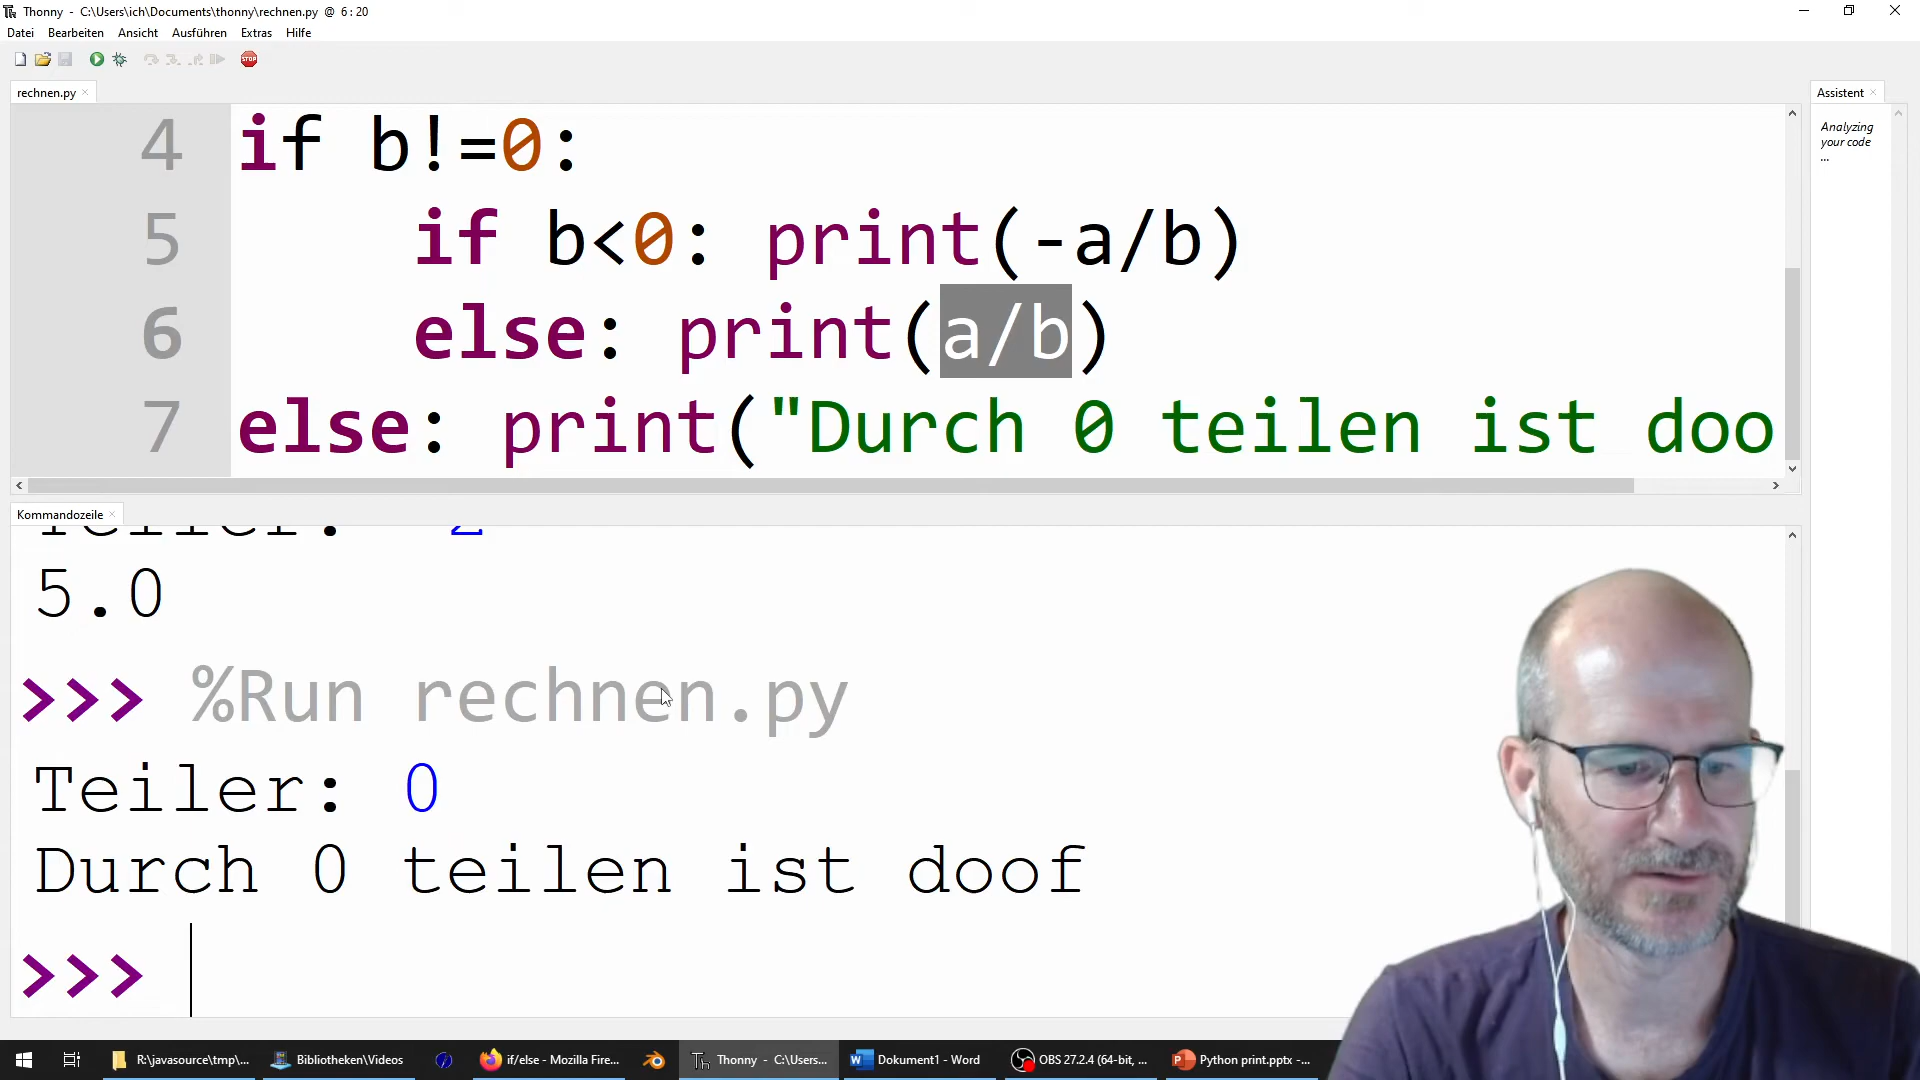 Thonny - C:\Users\ich\Documents\thonny\rechnen.py @ 6:20
Datei Bearbeiten Ansicht Ausführen Extras Hilfe
STOP
rechnen.py
Assistent
Analyzing
your code
...
4 if b!=0:
5 if b<0: print(-a/b)
6 else: print(a/b)
7 else: print("Durch 0 teilen ist doo
Kommandozeile
5.0
>>> %Run rechnen.py
Teiler: 0
Durch 0 teilen ist doof
>>>
R:\javasource\tmp\...
Bibliotheken\Videos
if/else - Mozilla Fire...
Thonny - C:\Users...
Dokument1 - Word
OBS 27.2.4 (64-bit, ...
Python print.pptx -...